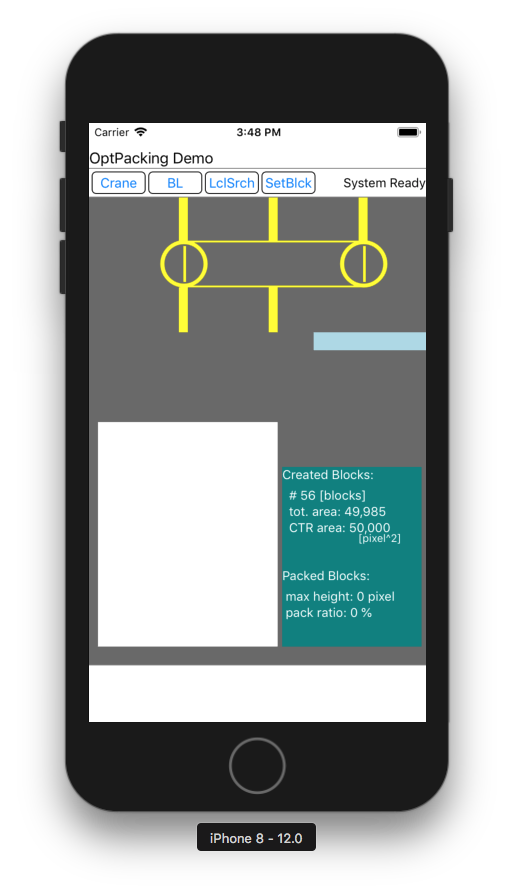 Carrier 3:48 PM
OptPacking Demo
Crane BL LclSrch SetBlck System Ready
Created Blocks:
# 56 [blocks]
tot. area: 49,985
CTR area: 50,000
[pixel^2]
Packed Blocks:
max height: 0 pixel
pack ratio: 0 %
iPhone 8 - 12.0